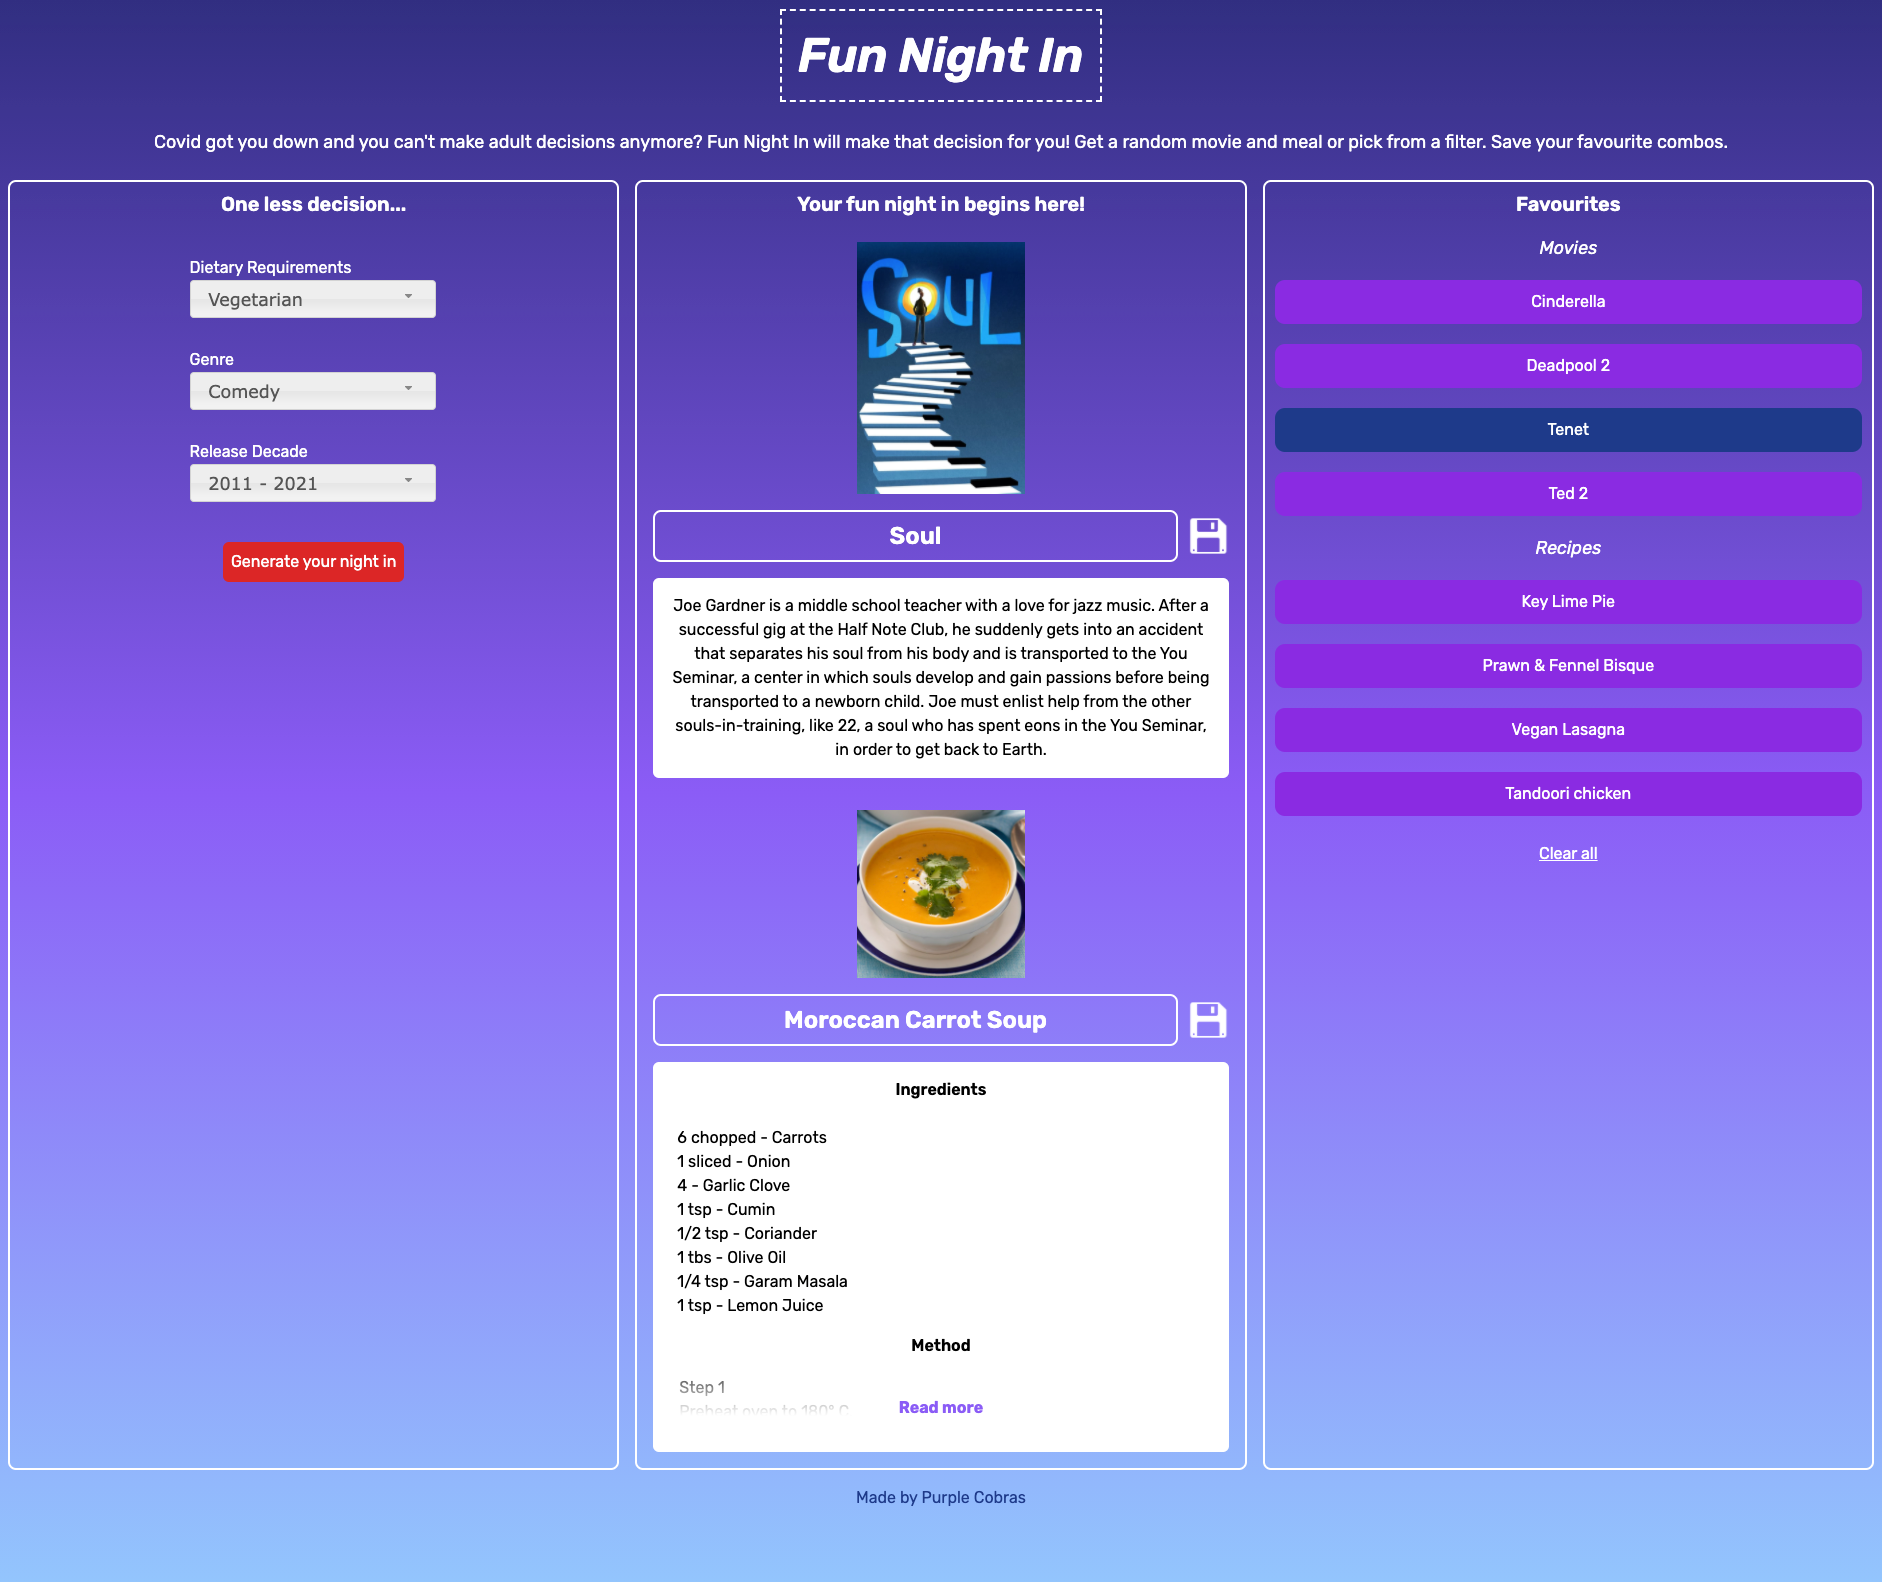 Fun Night In
Covid got you down and you can't make adult decisions anymore? Fun Night In will make that decision for you! Get a random movie and meal or pick from a filter. Save your favourite combos.
One less decision...
Dietary Requirements
Vegetarian
Genre
Comedy
Release Decade
2011 - 2021
Generate your night in
Your fun night in begins here!
SOUL
Soul
Joe Gardner is a middle school teacher with a love for jazz music. After a
successful gig at the Half Note Club, he suddenly gets into an accident
that separates his soul from his body and is transported to the You
Seminar, a center in which souls develop and gain passions before being
transported to a newborn child. Joe must enlist help from the other
souls-in-training, like 22, a soul who has spent eons in the You Seminar,
in order to get back to Earth.
Moroccan Carrot Soup
Ingredients
6 chopped - Carrots
1 sliced - Onion
4 - Garlic Clove
1 tsp - Cumin
1/2 tsp - Coriander
1 tbs - Olive Oil
1/4 tsp - Garam Masala
1 tsp - Lemon Juice
Method
Step 1
Preheat oven to 180° C
Read more
Favourites
Movies
Cinderella
Deadpool 2
Tenet
Ted 2
Recipes
Key Lime Pie
Prawn & Fennel Bisque
Vegan Lasagna
Tandoori chicken
Clear all
Made by Purple Cobras